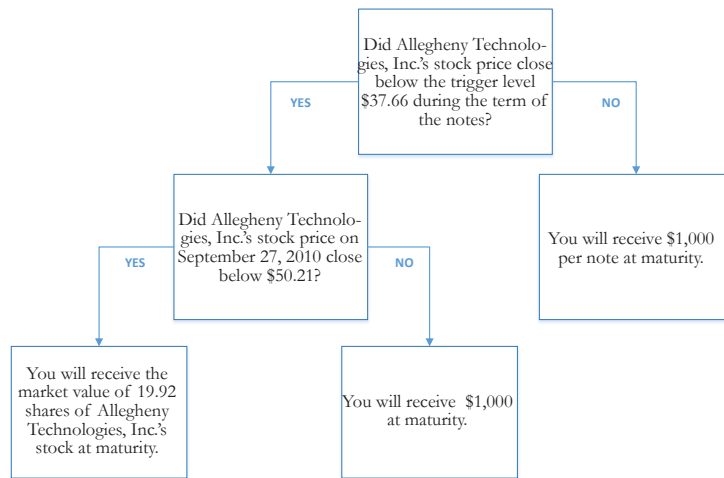 Did Allegheny Technolo-
gies, Inc.'s stock price close
below the trigger level
$37.66 during the term of
the notes?
YES
NO
Did Allegheny Technolo-
gies, Inc.'s stock price on
September 27, 2010 close
below $50.21?
You will receive $1,000
per note at maturity.
YES
NO
You will receive the
market value of 19.92
shares of Allegheny
Technologies, Inc.'s
stock at maturity.
You will receive $1,000
at maturity.